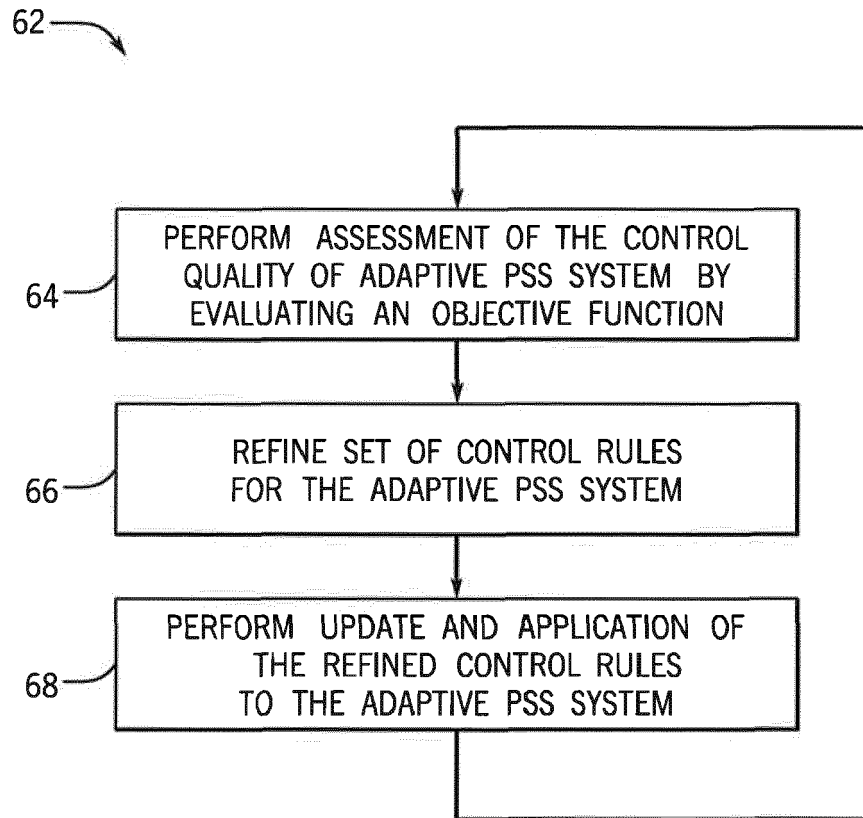 62
PERFORM ASSESSMENT OF THE CONTROL
QUALITY OF ADAPTIVE PSS SYSTEM BY
EVALUATING AN OBJECTIVE FUNCTION
64
REFINE SET OF CONTROL RULES
FOR THE ADAPTIVE PSS SYSTEM
66
PERFORM UPDATE AND APPLICATION OF
THE REFINED CONTROL RULES
TO THE ADAPTIVE PSS SYSTEM
68